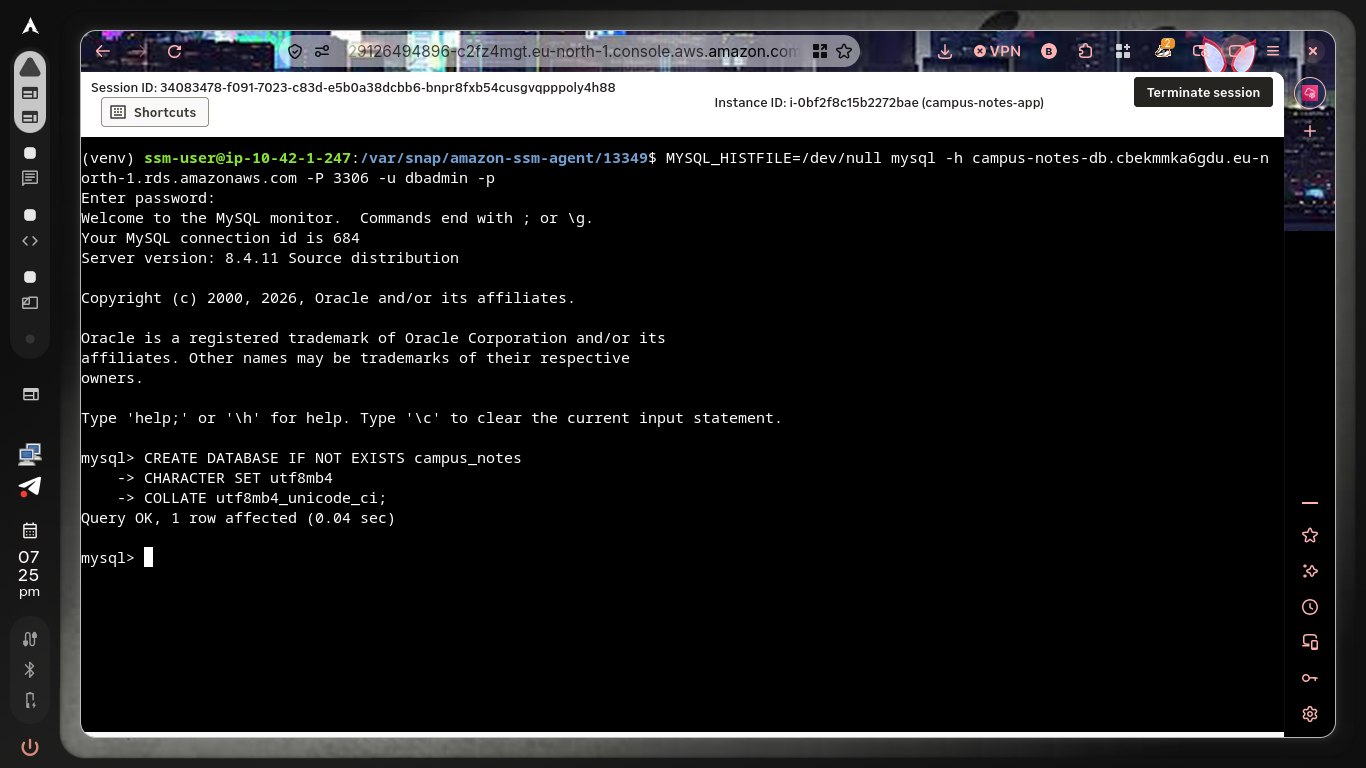 29126494896-c2fz4mgt.eu-north-1.console.aws.amazon.com
VPN
B
2
Session ID: 34083478-f091-7023-c83d-e5b0a38dcbb6-bnpr8fxb54cusgvqpppoly4h88
Shortcuts
Instance ID: i-0bf2f8c15b2272bae (campus-notes-app)
Terminate session
(venv) ssm-user@ip-10-42-1-247:/var/snap/amazon-ssm-agent/13349$ MYSQL_HISTFILE=/dev/null mysql -h campus-notes-db.cbekmmka6gdu.eu-n
orth-1.rds.amazonaws.com -P 3306 -u dbadmin -p
Enter password:
Welcome to the MySQL monitor.  Commands end with ; or \g.
Your MySQL connection id is 684
Server version: 8.4.11 Source distribution
Copyright (c) 2000, 2026, Oracle and/or its affiliates.
Oracle is a registered trademark of Oracle Corporation and/or its
affiliates. Other names may be trademarks of their respective
owners.
Type 'help;' or '\h' for help. Type '\c' to clear the current input statement.
mysql> CREATE DATABASE IF NOT EXISTS campus_notes
    -> CHARACTER SET utf8mb4
    -> COLLATE utf8mb4_unicode_ci;
Query OK, 1 row affected (0.04 sec)
mysql>
07
25
pm